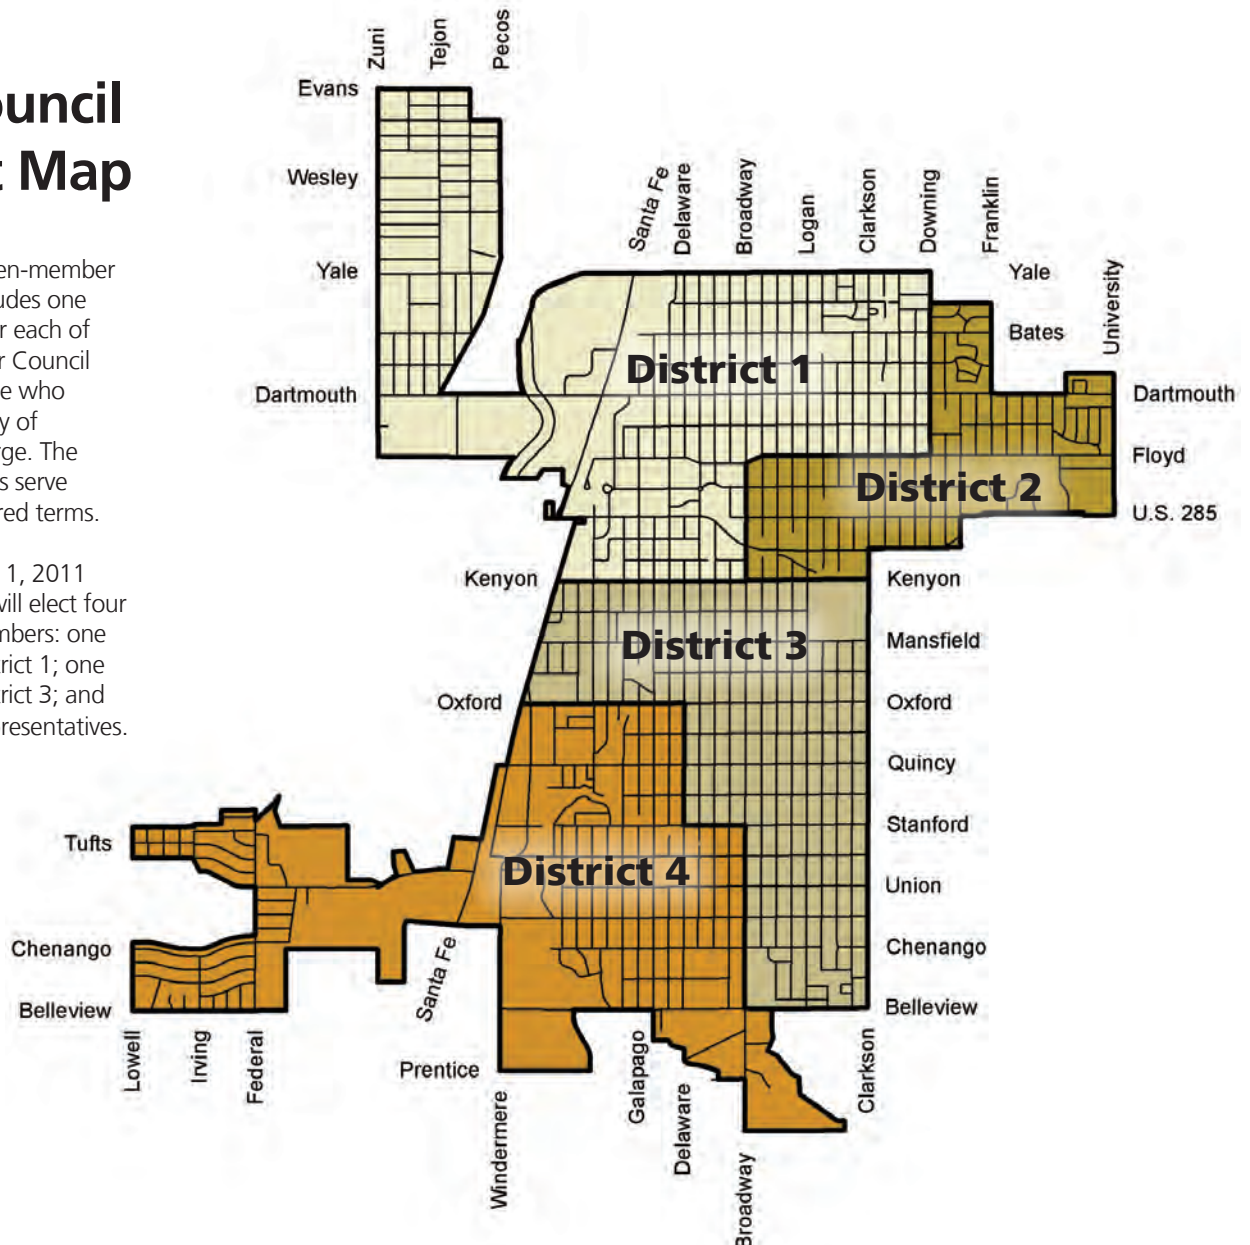 ouncil
t Map
en-member
udes one
r each of
r Council
e who
y of
rge. The
s serve
red terms.
1, 2011
will elect four
mbers: one
trict 1; one
trict 3; and
presentatives.
Zuni
Tejon
Pecos
Evans
Wesley
Yale
Dartmouth
Santa Fe
Delaware
Broadway
Logan
Clarkson
Downing
Franklin
University
Yale
Bates
Dartmouth
Floyd
U.S. 285
District 1
District 2
Kenyon
Kenyon
District 3
Mansfield
Oxford
Oxford
Quincy
Stanford
Tufts
District 4
Union
Chenango
Chenango
Belleview
Belleview
Santa Fe
Prentice
Lowell
Irving
Federal
Windermere
Galapago
Delaware
Broadway
Clarkson